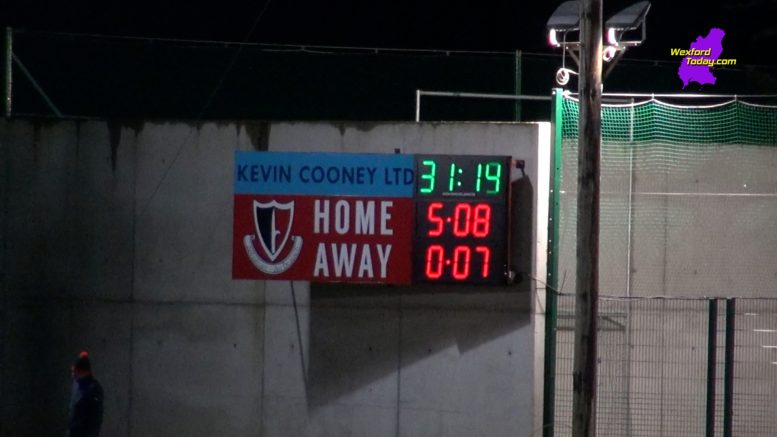 Wexford
Today.com
KEVIN COONEY LTD
31:19
HOME
5:08
AWAY
0:07